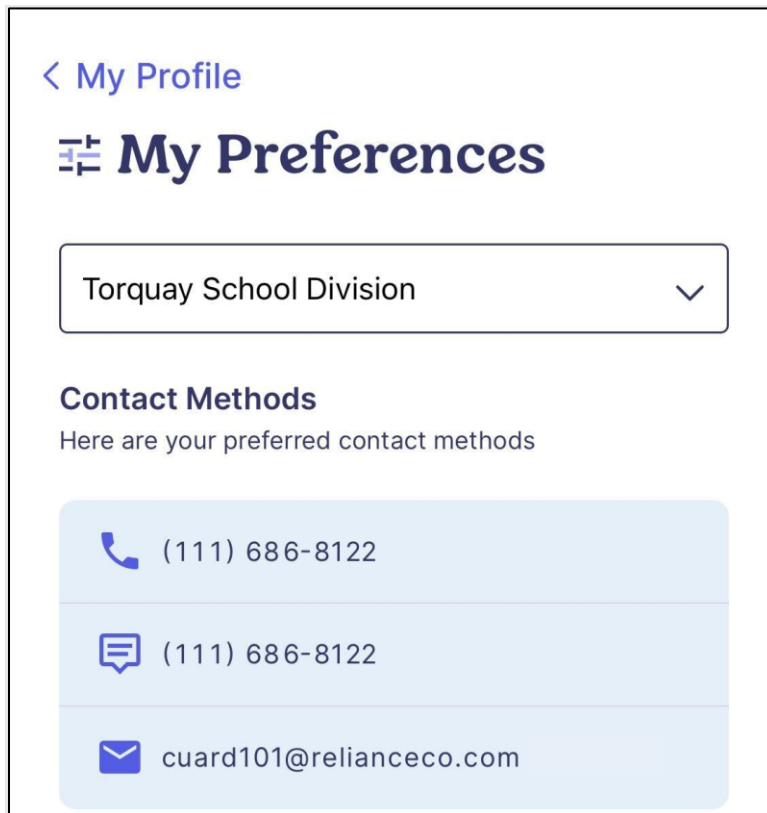 My Profile
My Preferences
Torquay School Division
Contact Methods
Here are your preferred contact methods
(111) 686-8122
(111) 686-8122
cuard101@relianceco.com